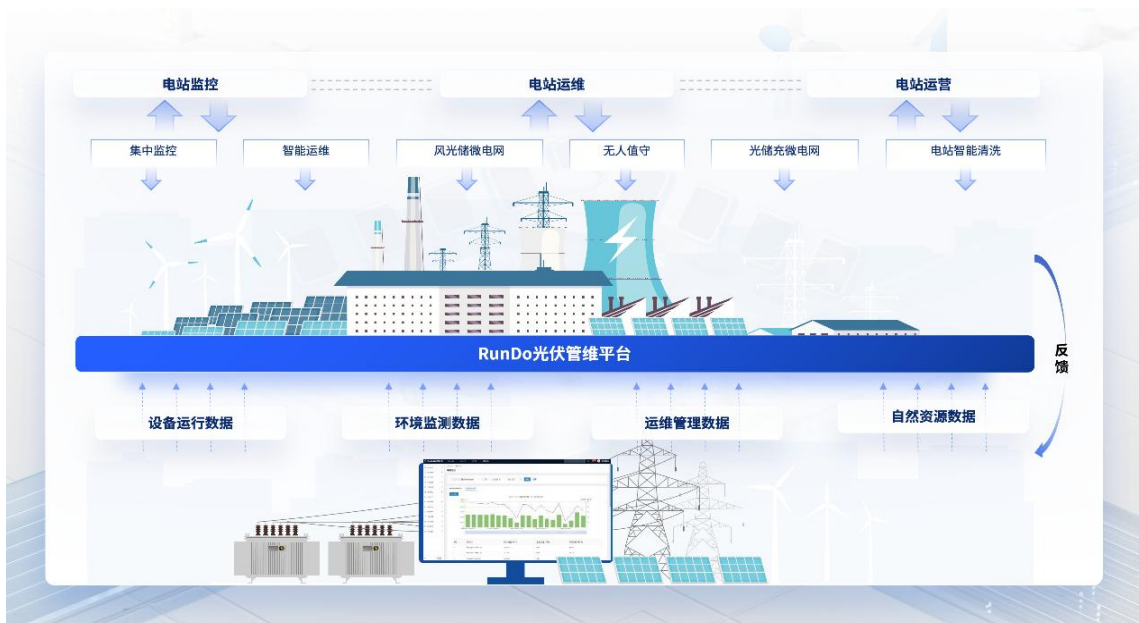 电站监控
电站运维
电站运营
集中监控
智能运维
风光储微电网
无人值守
光储充微电网
电站智能清洗
RunDo光伏管维平台
反馈
设备运行数据
环境监测数据
运维管理数据
自然资源数据